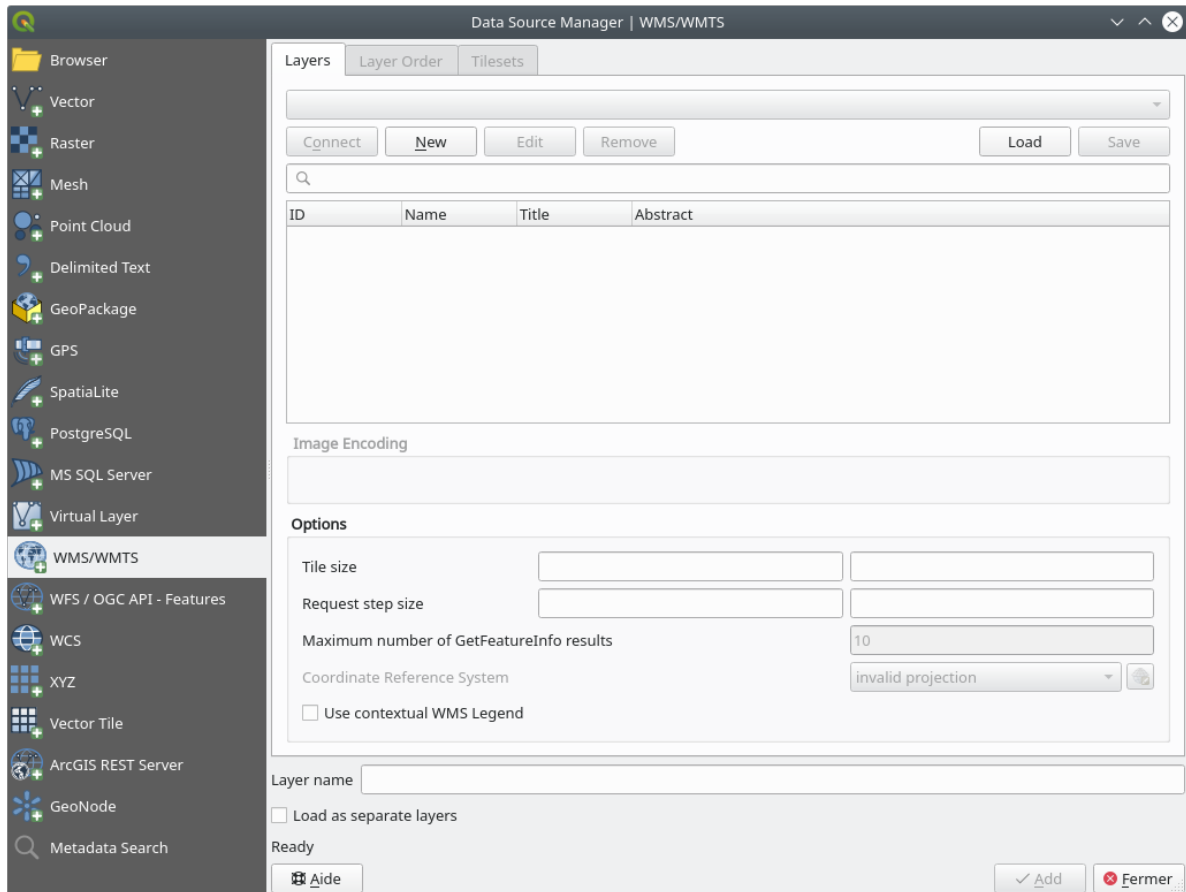 Data Source Manager | WMS/WMTS
Browser
Vector
Raster
Mesh
Point Cloud
Delimited Text
GeoPackage
GPS
SpatiaLite
PostgreSQL
MS SQL Server
Virtual Layer
WMS/WMTS
WFS / OGC API - Features
WCS
XYZ
Vector Tile
ArcGIS REST Server
GeoNode
Metadata Search
Layers Layer Order Tilesets
Connect New Edit Remove Load Save
ID Name Title Abstract
Image Encoding
Options
Tile size
Request step size
Maximum number of GetFeatureInfo results 10
Coordinate Reference System invalid projection
Use contextual WMS Legend
Layer name
Load as separate layers
Ready
Aide Add Fermer